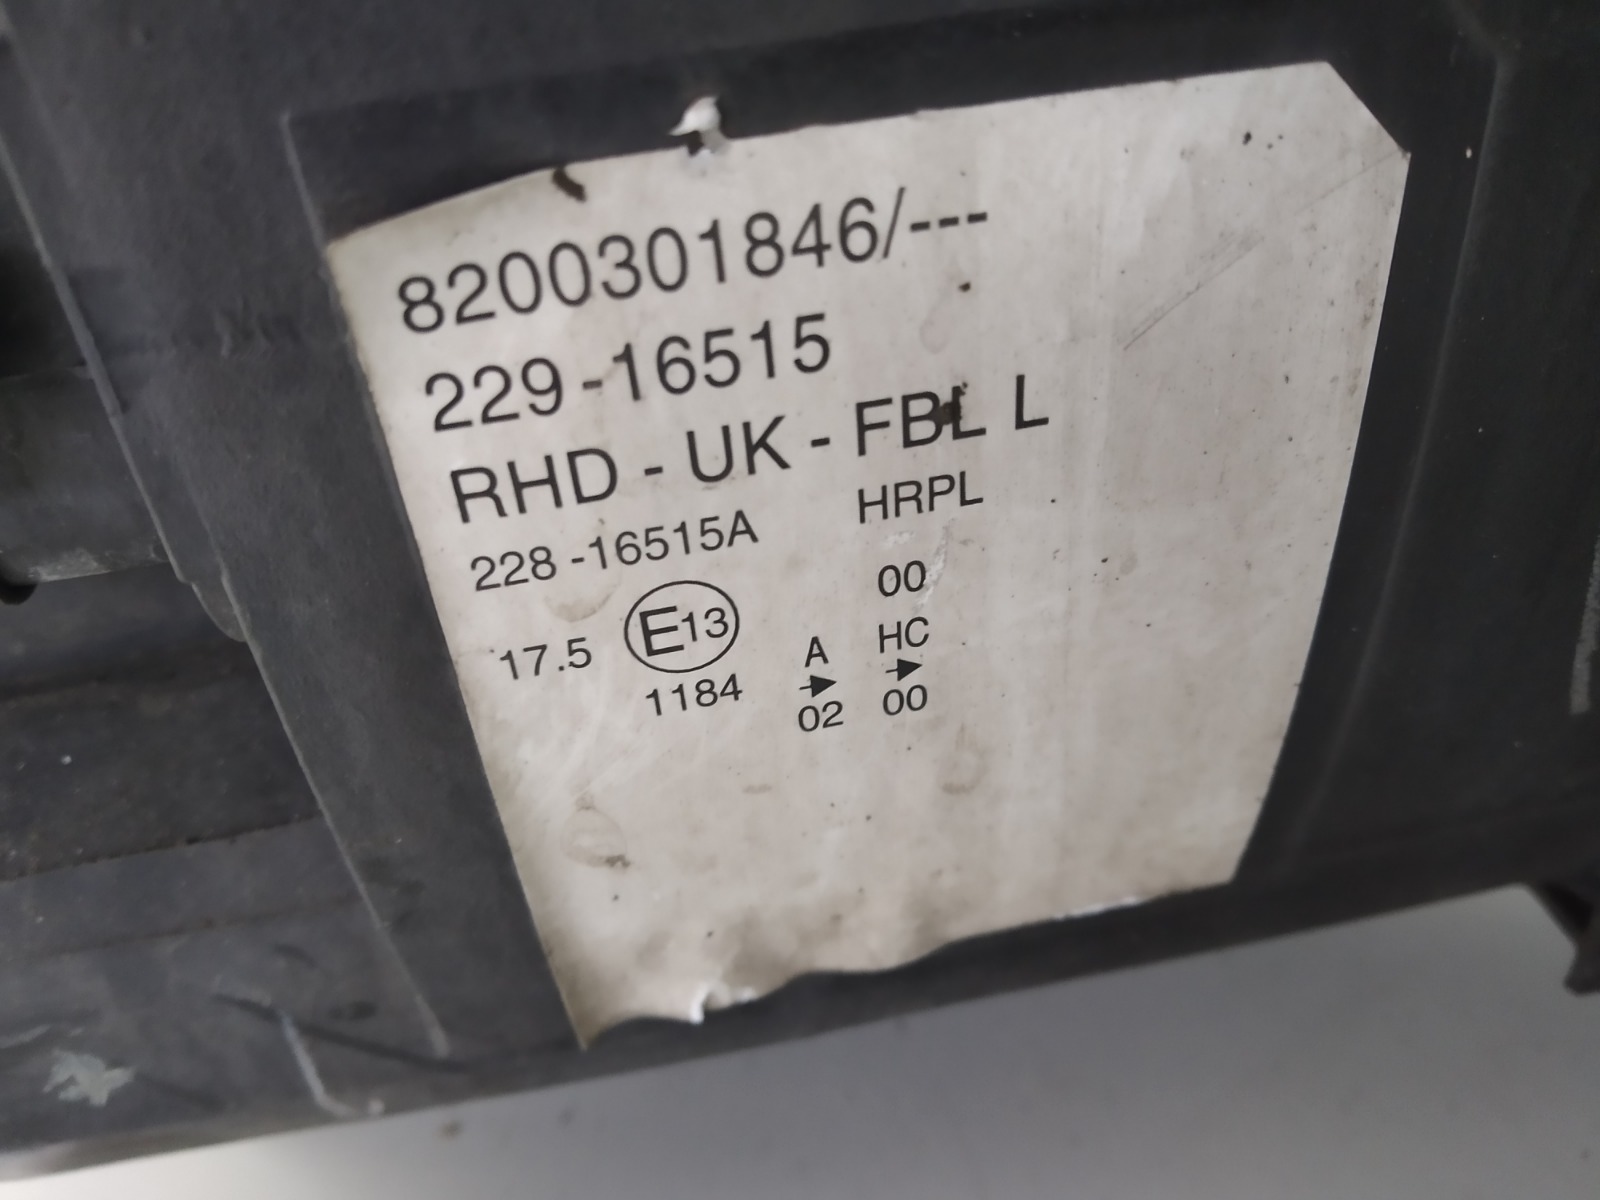 8200301846/---
229-16515
RHD - UK - FBL L
228-16515A HRPL
00
17.5 E13 A HC
1184 02 00